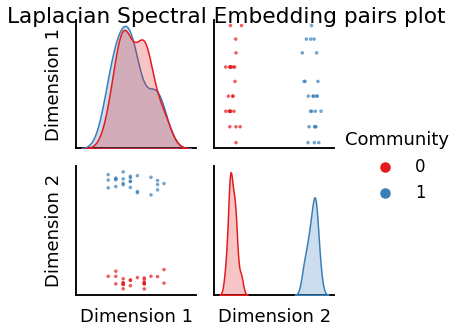 Laplacian Spectral Embedding pairs plot
Dimension 1
Community
0
1
Dimension 2
Dimension 1
Dimension 2